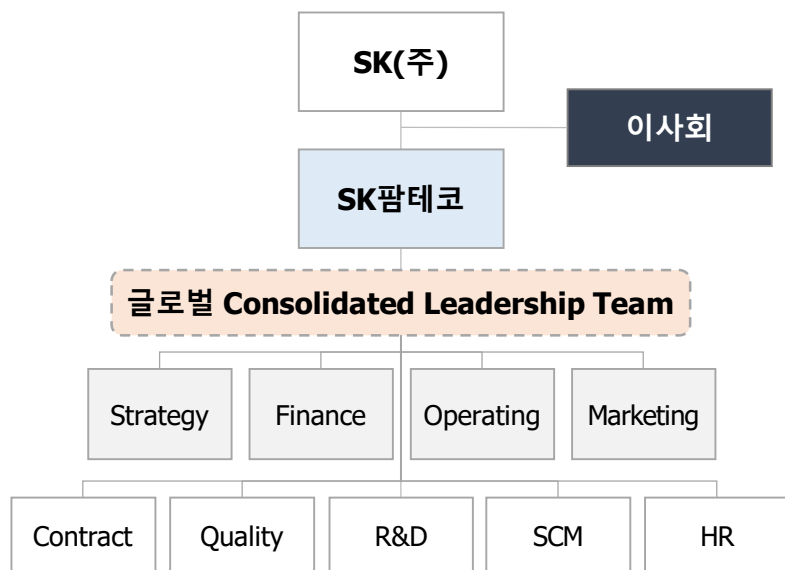 SK(주)
이사회
SK팜테코
글로벌 Consolidated Leadership Team
Strategy
Finance
Operating
Marketing
Contract
Quality
R&D
SCM
HR